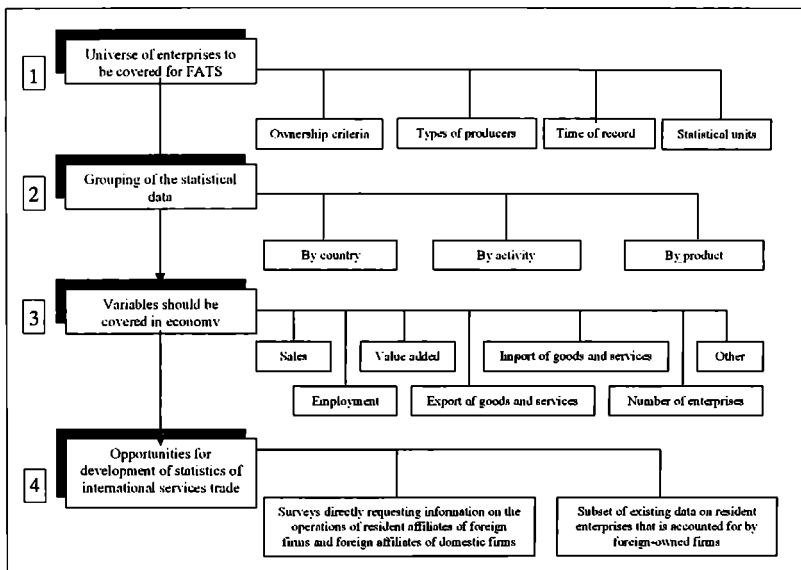 1
Universe of enterprises to
be covered for FATS
Ownership criteria
Types of producers
Time of record
Statistical units
2
Grouping of the statistical
data
By country
By activity
By product
3
Variables should be
covered in economy
Sales
Value added
Import of goods and services
Other
Employment
Export of goods and services
Number of enterprises
4
Opportunities for
development of statistics of
international services trade
Surveys directly requesting information on the
operations of resident affiliates of foreign
firms and foreign affiliates of domestic firms
Subset of existing data on resident
enterprises that is accounted for by
foreign-owned firms